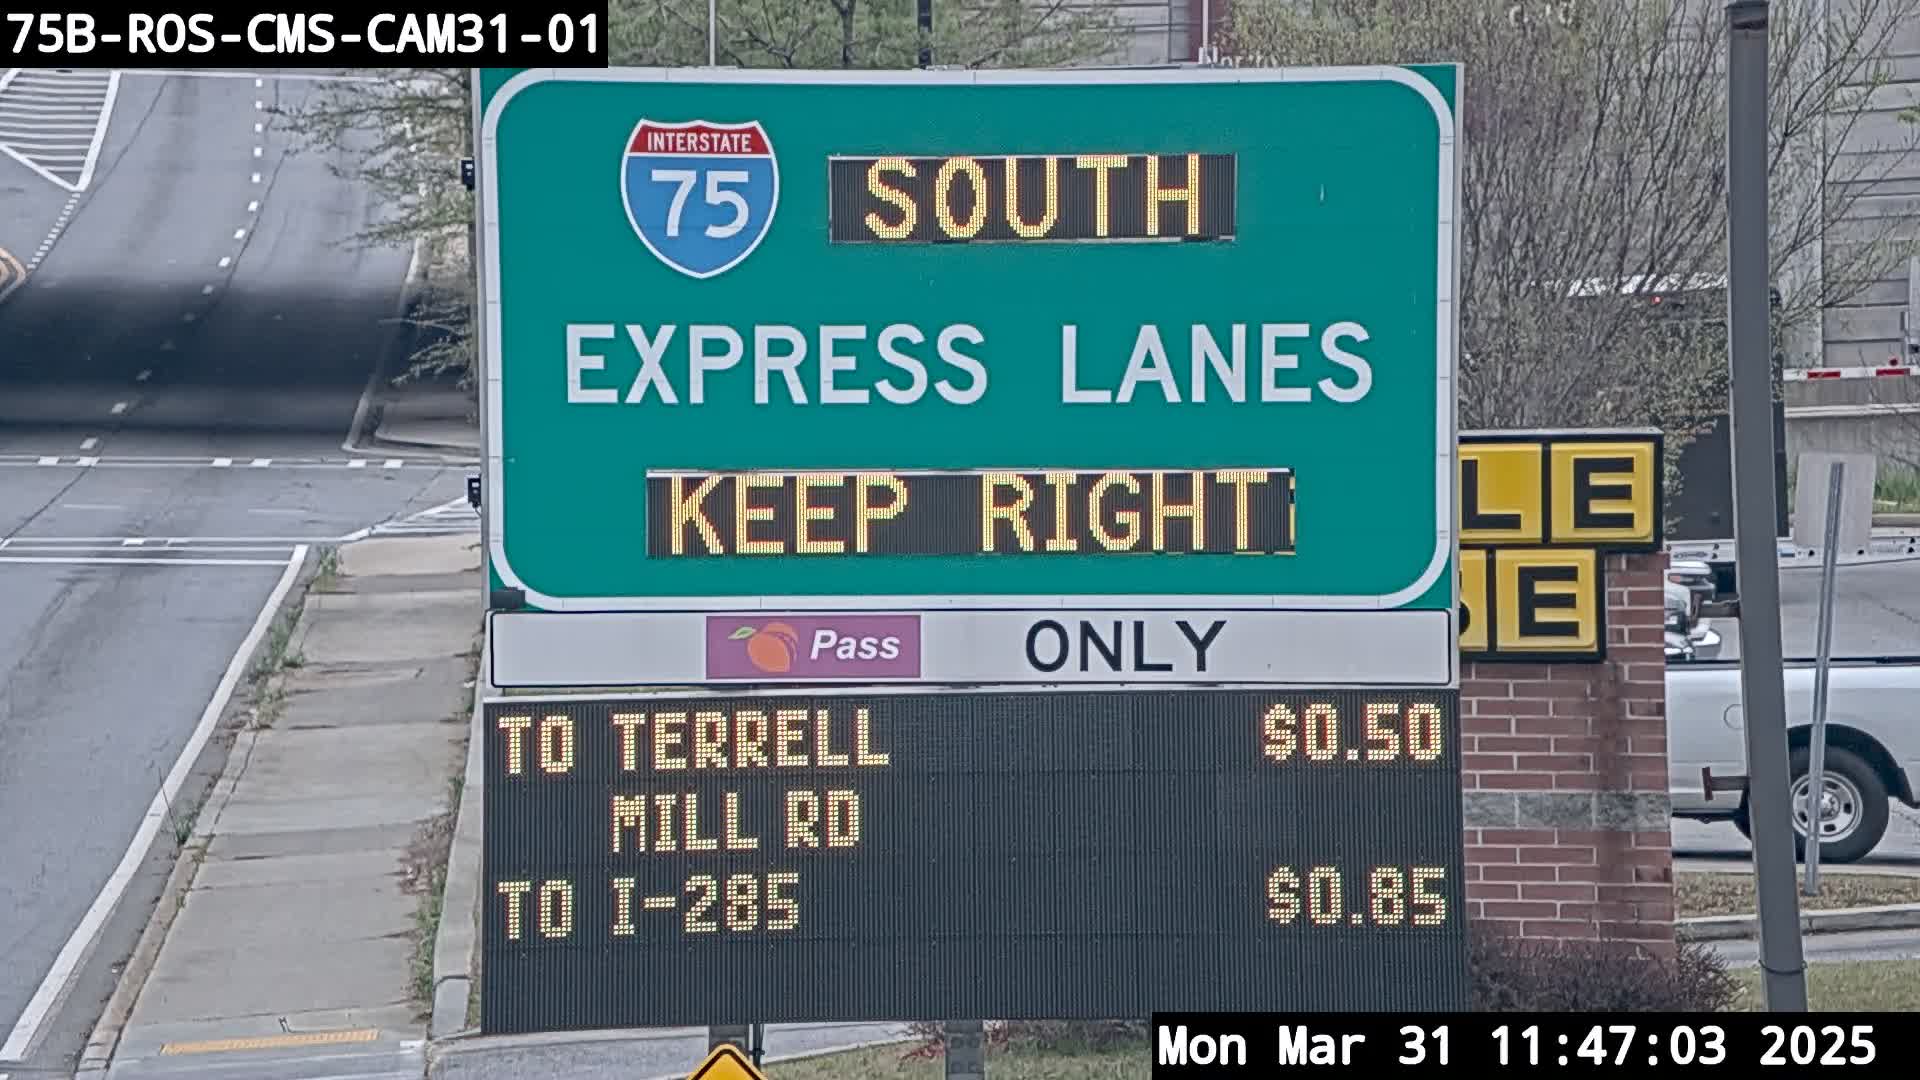 75B-ROS-CMS-CAM31-01
INTERSTATE
75
SOUTH
EXPRESS LANES
KEEP RIGHT
LE
E
Pass ONLY
TO TERRELL $0.50
MILL RD
TO I-285 $0.85
Mon Mar 31 11:47:03 2025